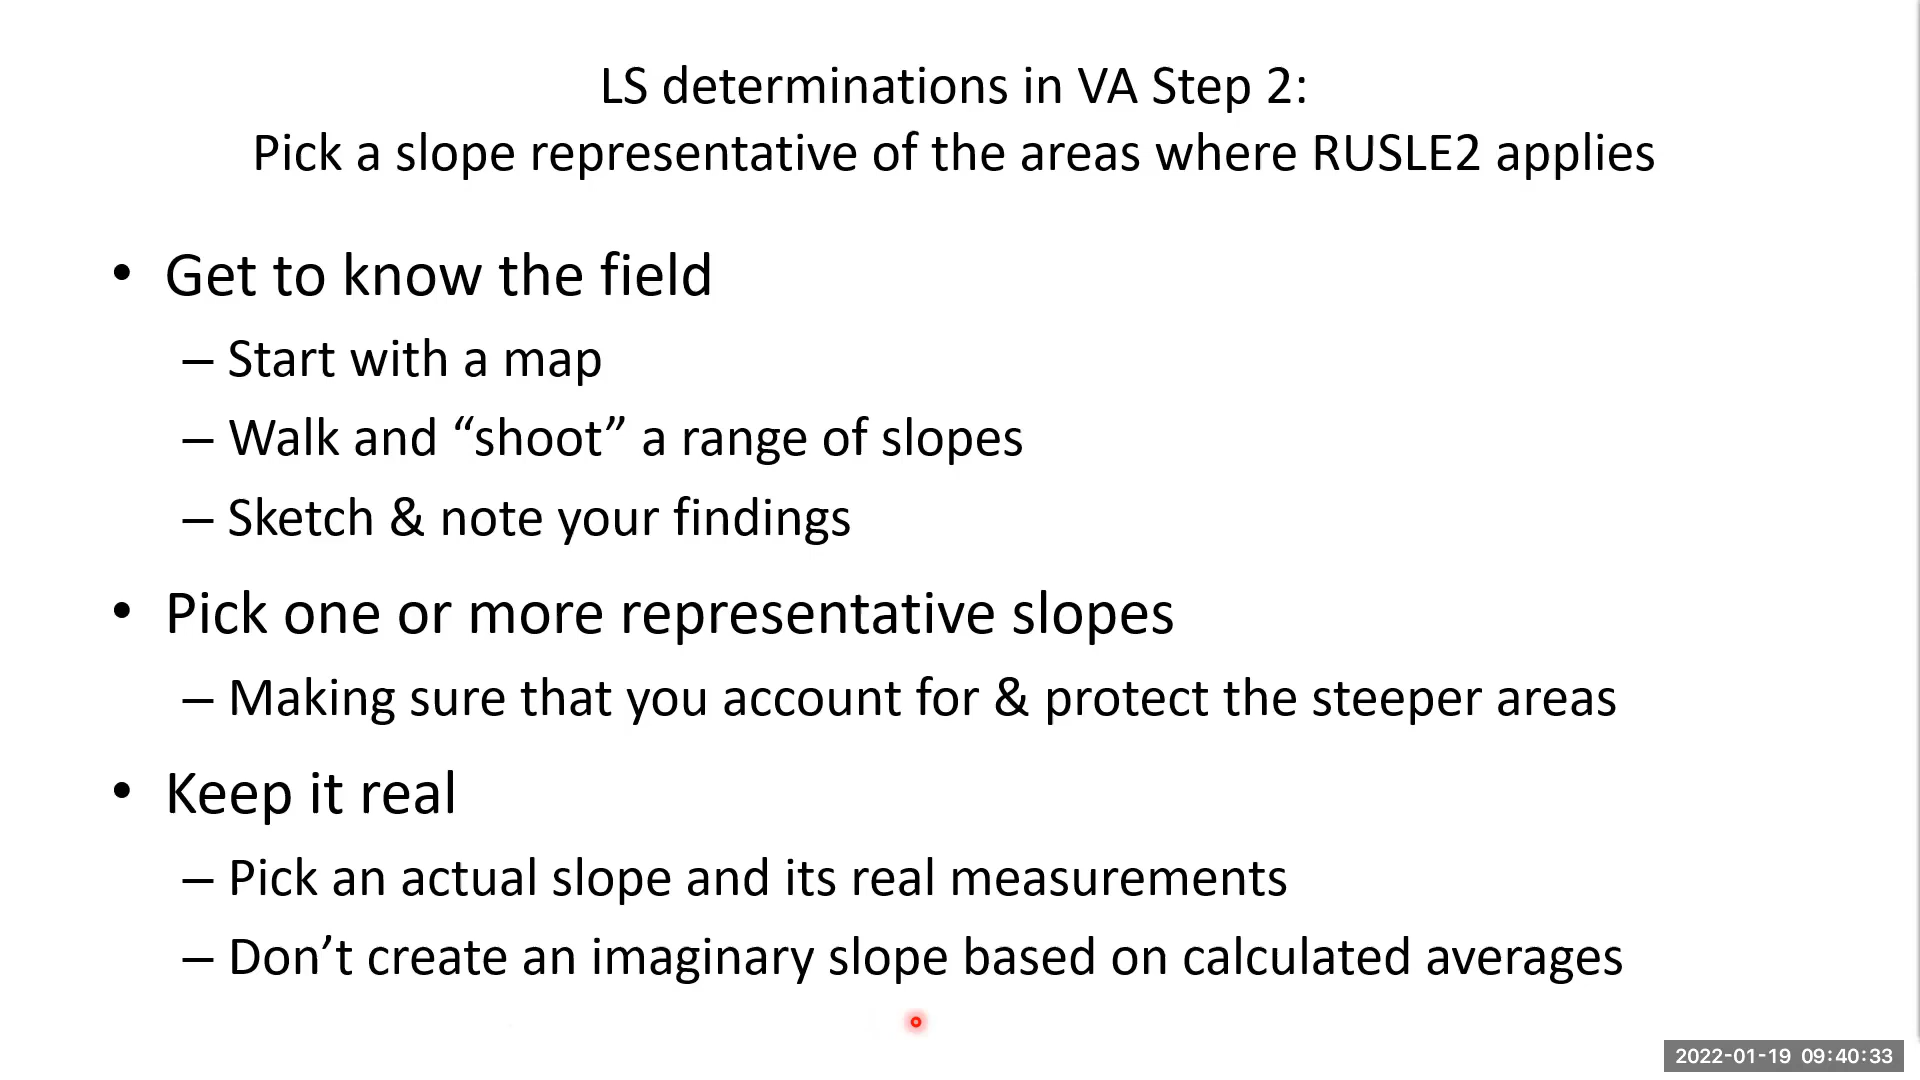 LS determinations in VA Step 2:
Pick a slope representative of the areas where RUSLE2 applies
• Get to know the field
– Start with a map
– Walk and “shoot” a range of slopes
– Sketch & note your findings
• Pick one or more representative slopes
– Making sure that you account for & protect the steeper areas
• Keep it real
– Pick an actual slope and its real measurements
– Don’t create an imaginary slope based on calculated averages
2022-01-19 09:40:33